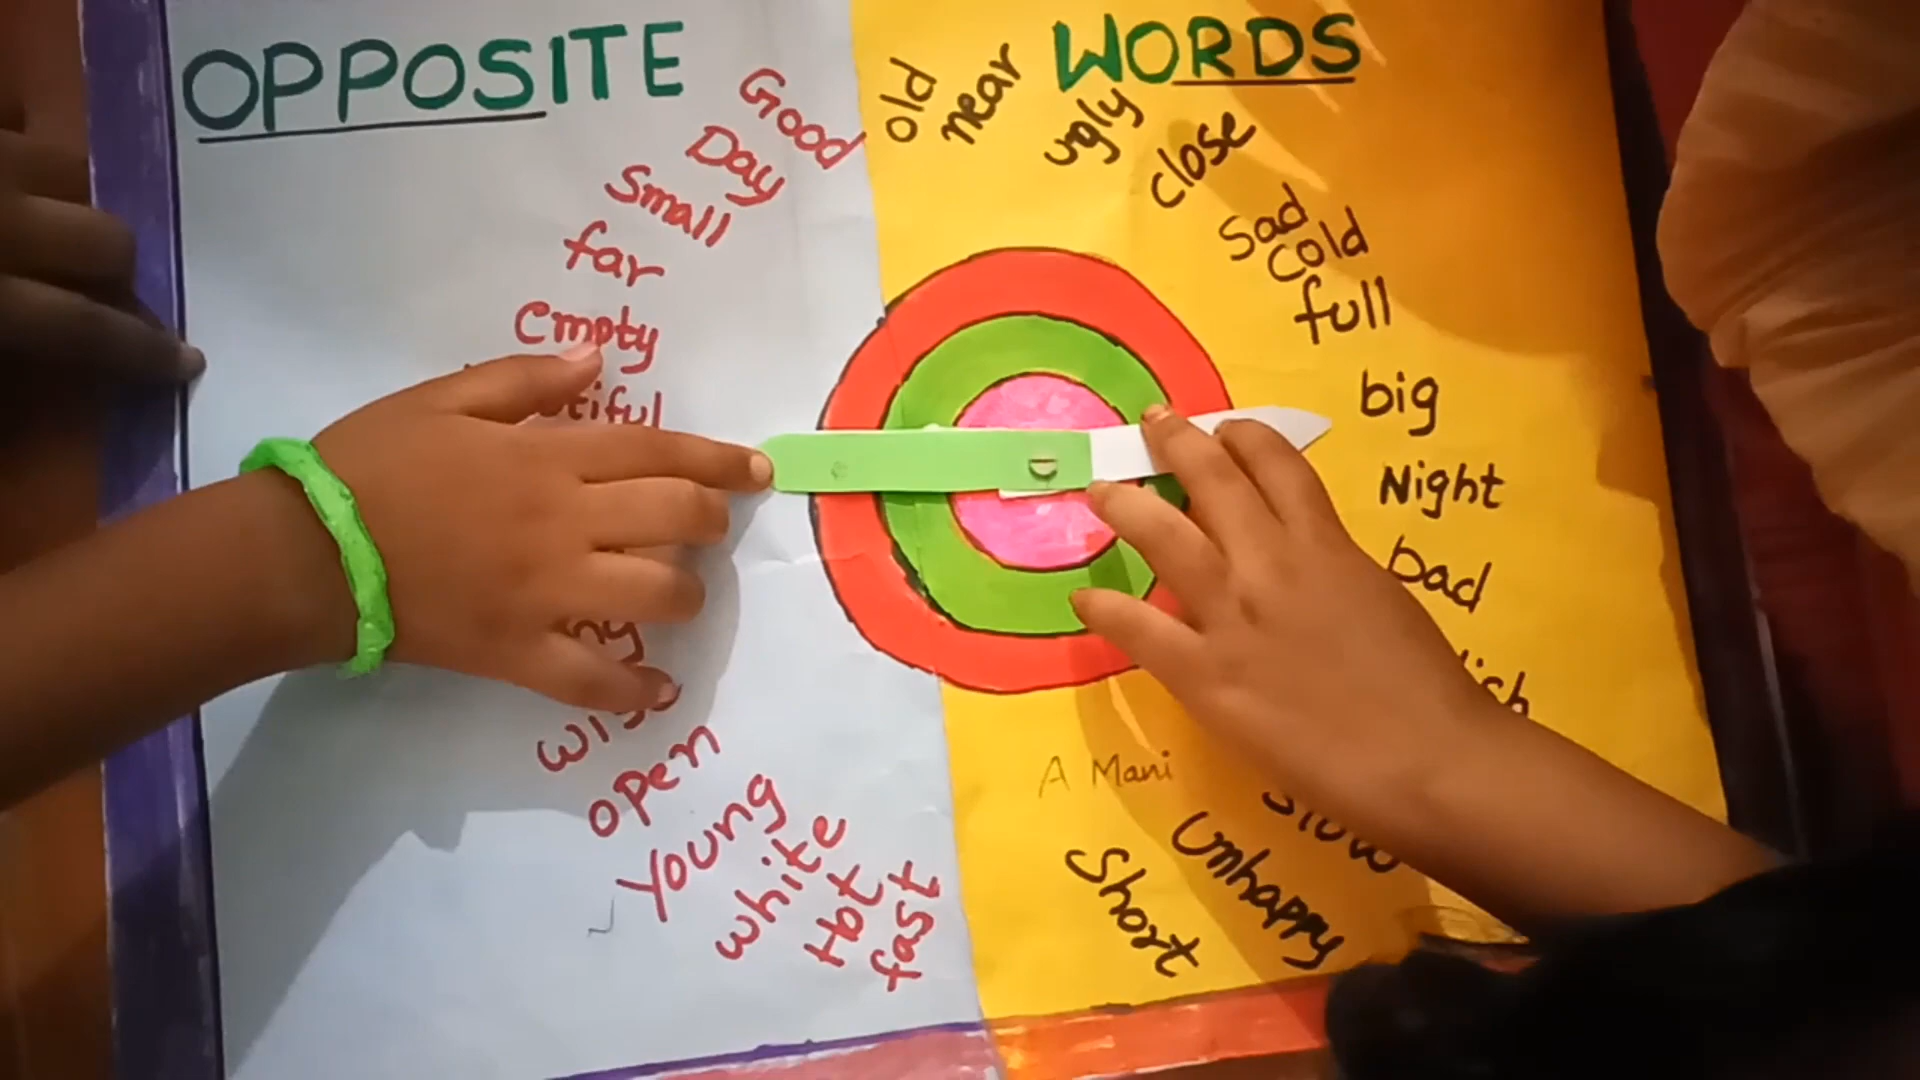 OPPOSITE WORDS
Good
Day
Small
far
Empty
open
Young
white
Hot
fast
old
near
ugly
close
Sad
Cold
full
big
Night
bad
A Mani
slow
Unhappy
Short